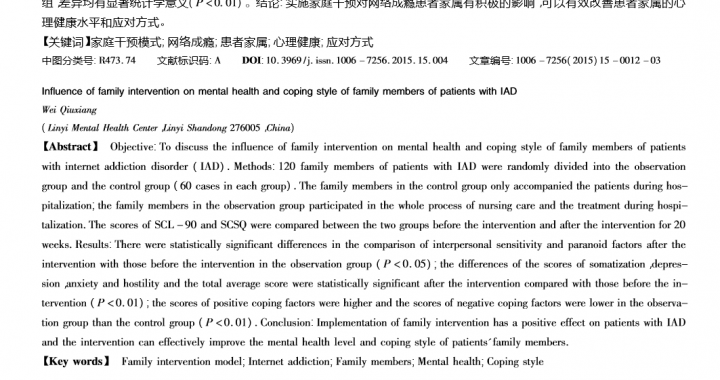 组 ,差异均有显著统计学意义( P < 0. 01) 。结论: 实施家庭干预对网络成瘾患者家属有积极的影响 ,可以有效改善患者家属的心
理健康水平和应对方式。
【关键词】家庭干预模式; 网络成瘾; 患者家属; 心理健康; 应对方式
中图分类号: R473. 74 文献标识码: A DOI: 10. 3969 / j. issn. 1006 - 7256. 2015. 15. 004 文章编号: 1006 - 7256( 2015) 15 - 0012 - 03
Influence of family intervention on mental health and coping style of family members of patients with IAD
Wei Qiuxiang
( Linyi Mental Health Center ,Linyi Shandong 276005 ,China)
【Abstract】 Objective: To discuss the influence of family intervention on mental health and coping style of family members of patients
with internet addiction disorder ( IAD) . Methods: 120 family members of patients with IAD were randomly divided into the observation
group and the control group ( 60 cases in each group) . The family members in the control group only accompanied the patients during hos-
pitalization; the family members in the observation group participated in the whole process of nursing care and the treatment during hospi-
talization. The scores of SCL - 90 and SCSQ were compared between the two groups before the intervention and after the intervention for 20
weeks. Results: There were statistically significant differences in the comparison of interpersonal sensitivity and paranoid factors after the
intervention with those before the intervention in the observation group ( P < 0. 05) ; the differences of the scores of somatization ,depres-
sion ,anxiety and hostility and the total average score were statistically significant after the intervention compared with those before the in-
tervention ( P < 0. 01) ; the scores of positive coping factors were higher and the scores of negative coping factors were lower in the observa-
tion group than the control group ( P < 0. 01) . Conclusion: Implementation of family intervention has a positive effect on patients with IAD
and the intervention can effectively improve the mental health level and coping style of patients' family members.
【Key words】 Family intervention model; Internet addiction; Family members; Mental health; Coping style